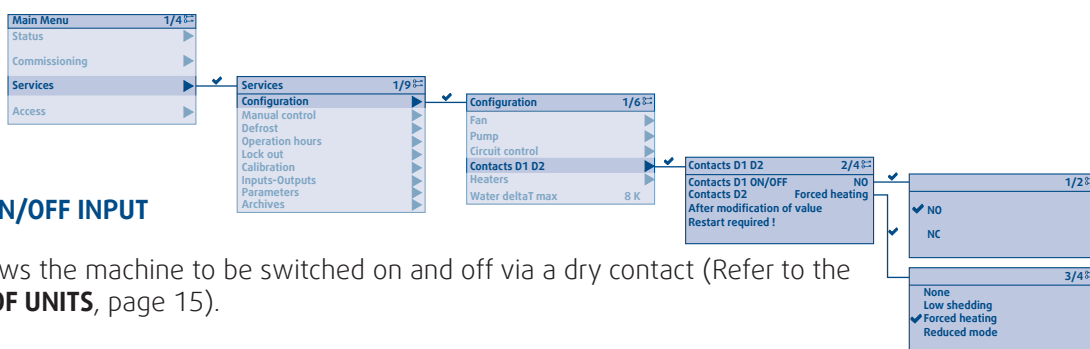 Main Menu 1/4
Status
Commissioning
Services
Access
Services 1/9
Configuration
Manual control
Defrost
Operation hours
Lock out
Calibration
Inputs-Outputs
Parameters
Archives
Configuration 1/6
Fan
Pump
Circuit control
Contacts D1 D2
Heaters
Water deltaT max 8 K
Contacts D1 D2 2/4
Contacts D1 ON/OFF NO
Contacts D2 Forced heating
After modification of value
Restart required !
1/2
NO
NC
3/4
None
Low shedding
Forced heating
Reduced mode
N/OFF INPUT
ws the machine to be switched on and off via a dry contact (Refer to the
OF UNITS, page 15).